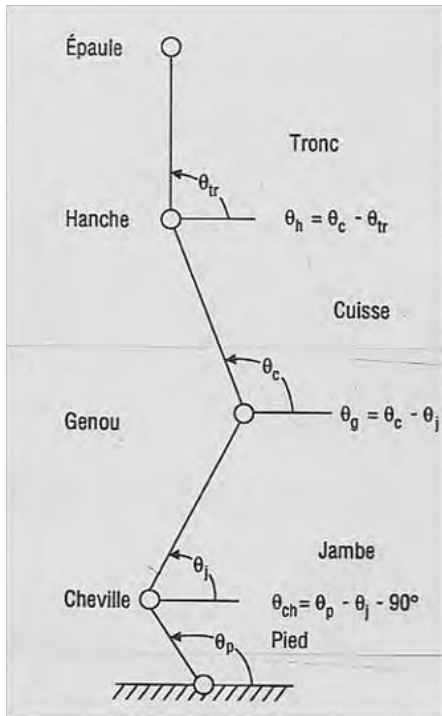 Épaule
Tronc
θtr
Hanche
θh = θc - θtr
Cuisse
θc
Genou
θg = θc - θj
Jambe
θj
Cheville
θch= θp - θj - 90°
θp
Pied